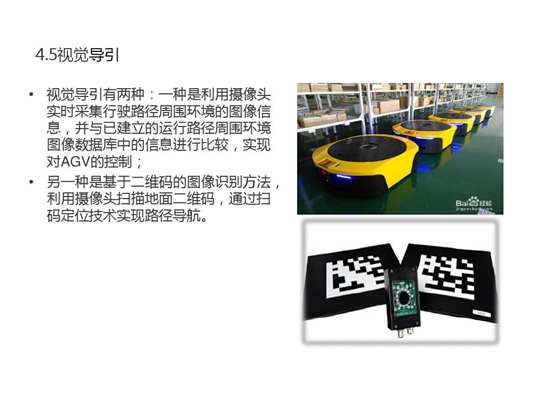 4.5视觉导引
• 视觉导引有两种：一种是利用摄像头
实时采集行驶路径周围环境的图像信
息，并与已建立的运行路径周围环境
图像数据库中的信息进行比较，实现
对AGV的控制；
• 另一种是基于二维码的图像识别方法，
利用摄像头扫描地面二维码，通过扫
码定位技术实现路径导航。
Baidu经验
jingyan.baidu.com